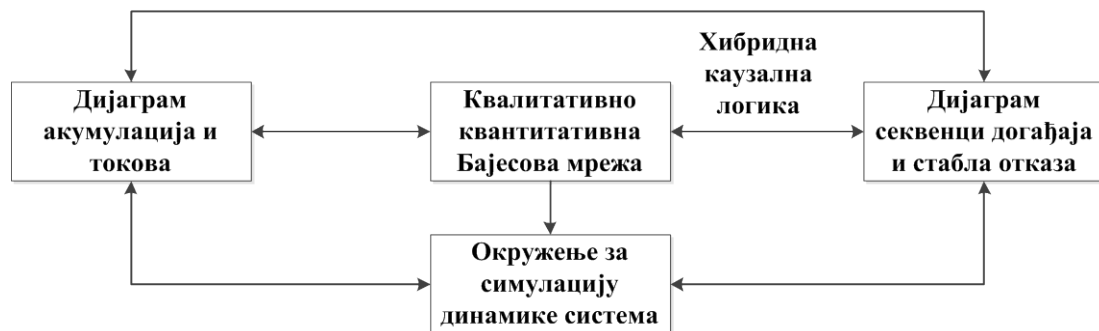 Дијаграм
акумулација и
токова
Квалитативно
квантитативна
Бајесова мрежа
Хибридна
каузална
логика
Дијаграм
секвенци догађаја
и стабла отказа
Окружење за
симулацију
динамике система